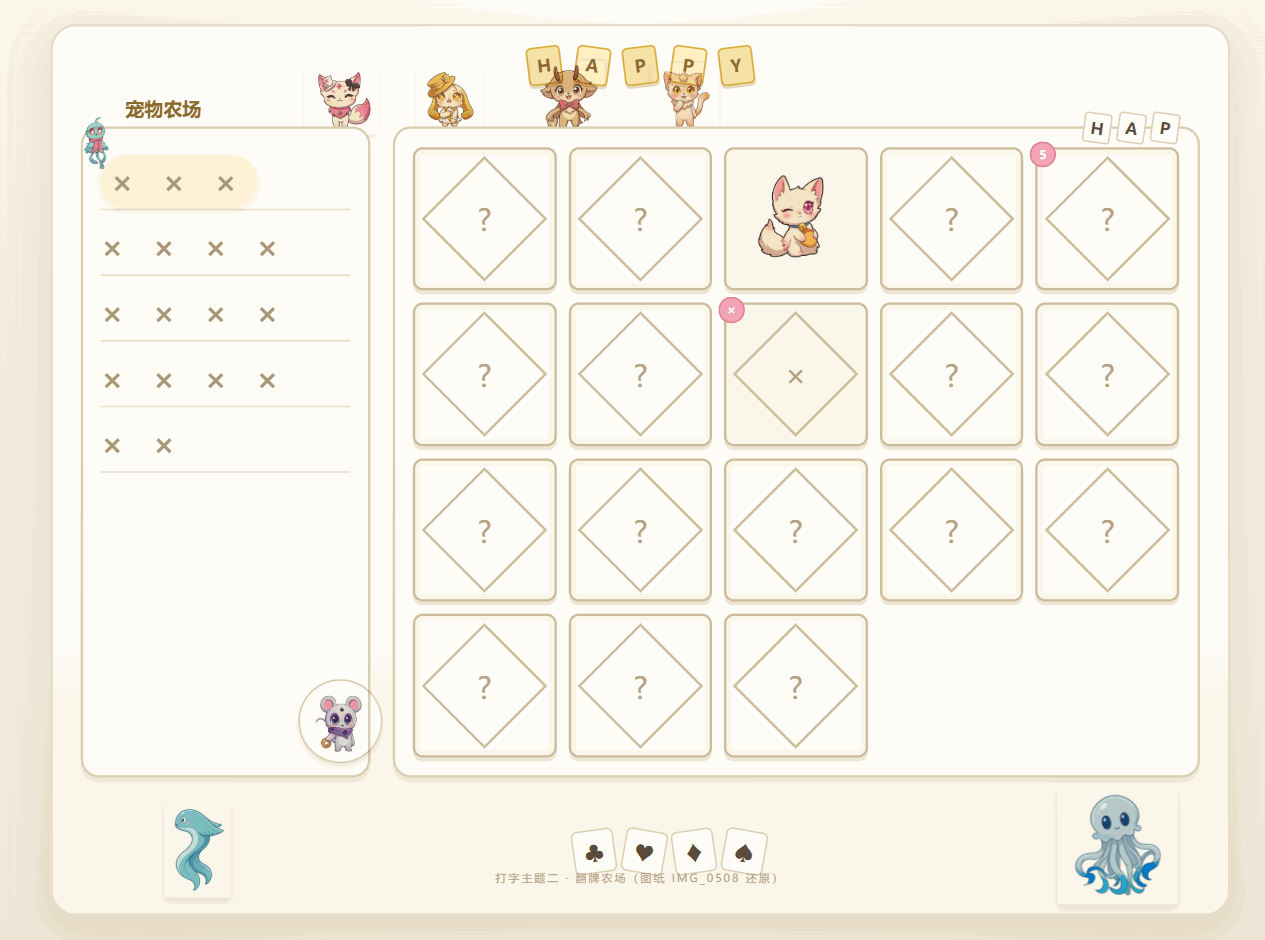 H A P P Y
宠物农场
H A P
× × ×
× × × ×
× × × ×
× × × ×
× ×
5
? ? ? ?
×
? ? × ? ?
? ? ? ? ?
? ? ?
♣ ♥ ♦ ♠
打字主题二 · 翻牌农场 (图纸 IMG_0508 还原)